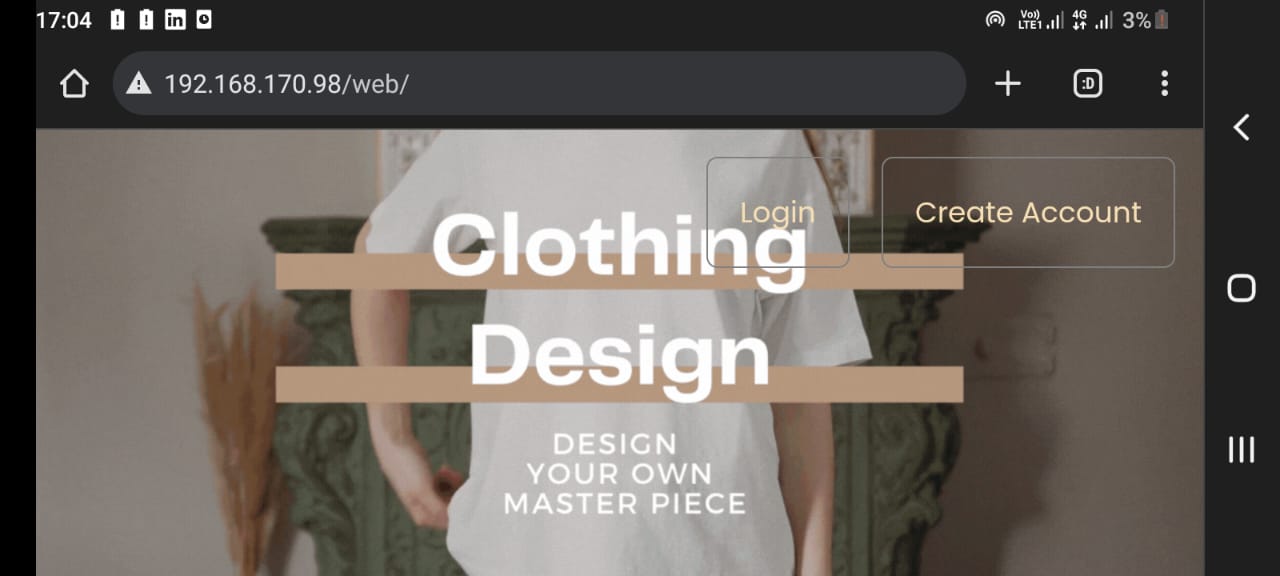 17:04
in
Vo)) LTE1
4G
3%
192.168.170.98/web/
:D
Login
Create Account
Clothing
Design
DESIGN
YOUR OWN
MASTER PIECE